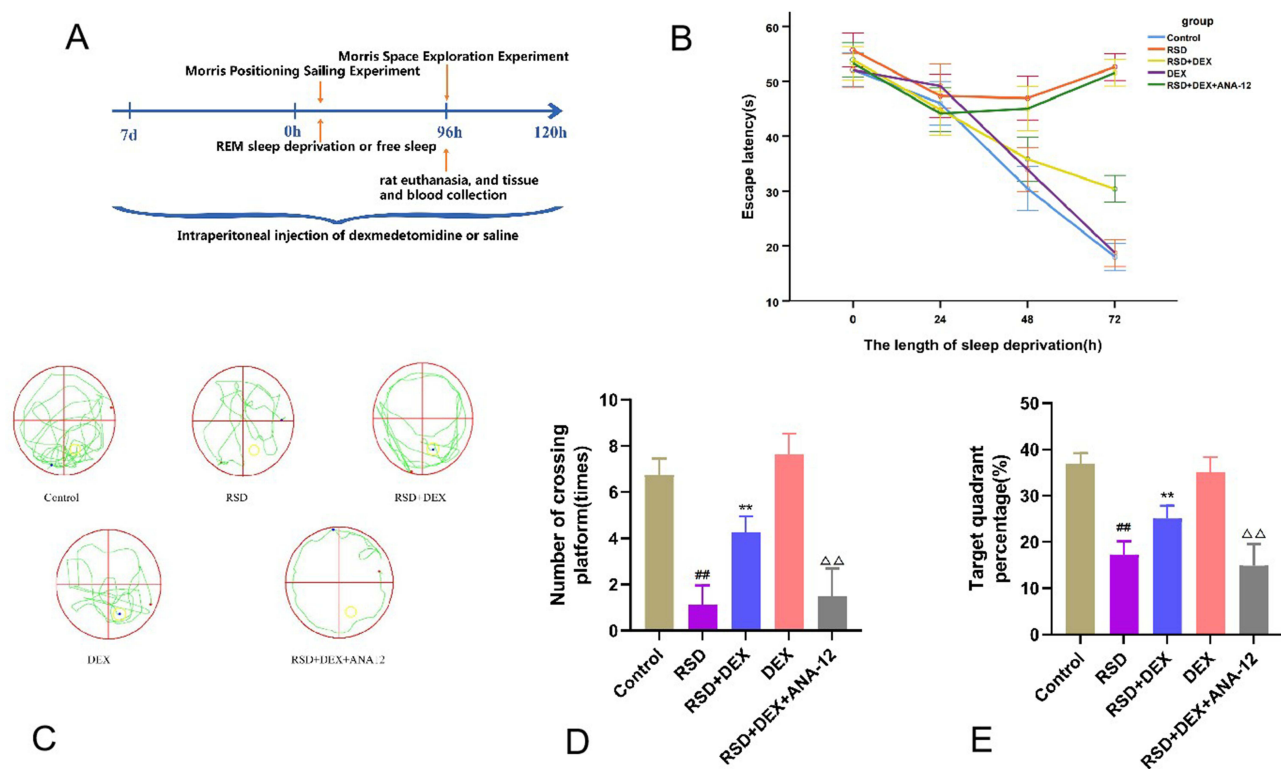 A
Morris Space Exploration Experiment
Morris Positioning Sailing Experiment
7d
0h
96h
120h
REM sleep deprivation or free sleep
rat euthanasia, and tissue
and blood collection
Intraperitoneal injection of dexmedetomidine or saline
B
group
Control
RSD
RSD+DEX
DEX
RSD+DEX+ANA-12
Escape latency(s)
60
50
40
30
20
10
0
24
48
72
The length of sleep deprivation(h)
Control
RSD
RSD+DEX
DEX
RSD+DEX+ANA12
C
Number of crossing
platform(times)
10
8
6
4
2
0
##
**
△△
Control
RSD
RSD+DEX
DEX
RSD+DEX+ANA-12
D
Target quadrant
percentage(%)
50
40
30
20
10
0
##
**
△△
Control
RSD
RSD+DEX
DEX
RSD+DEX+ANA-12
E